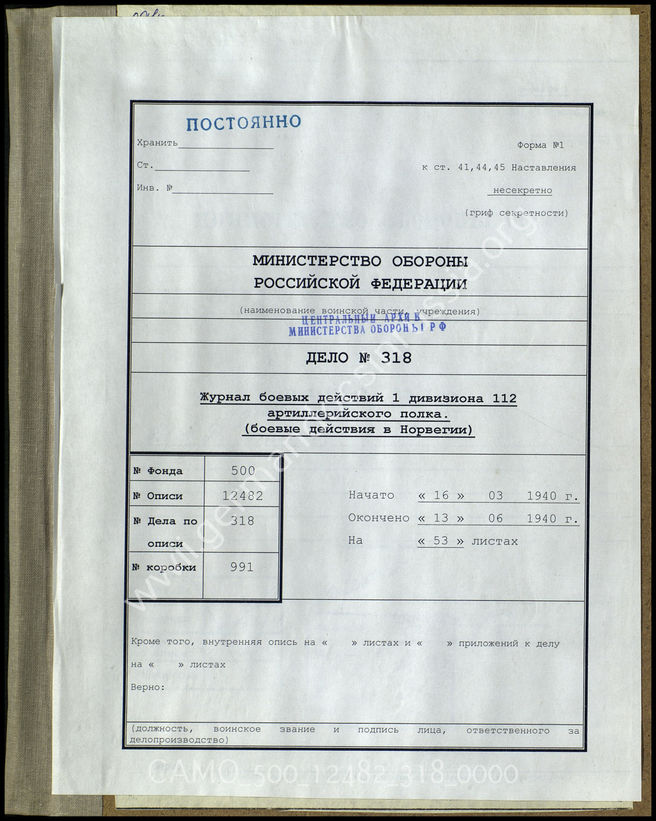 ПОСТОЯННО
Хранить
Форма №1
Ст.
к ст. 41,44,45 Наставления
Инв. №
несекретно
(гриф секретности)
МИНИСТЕРСТВО ОБОРОНЫ
РОССИЙСКОЙ ФЕДЕРАЦИИ
(наименование воинской части, учреждения)
ЦЕНТРАЛЬНЫЙ АРХИВ
МИНИСТЕРСТВА ОБОРОНЫ РФ
ДЕЛО № 318
Журнал боевых действий 1 дивизиона 112
артиллерийского полка.
(боевые действия в Норвегии)
№ Фонда 500
№ Описи 12482
№ Дела по описи 318
№ коробки 991
Начато « 16 » 03 1940 г.
Окончено « 13 » 06 1940 г.
На « 53 » листах
Кроме того, внутренняя опись на « » листах и « » приложений к делу
на « » листах
Верно:
(должность, воинское звание и подпись лица, ответственного за
делопроизводство)
CAMO_500_12482_318_0000